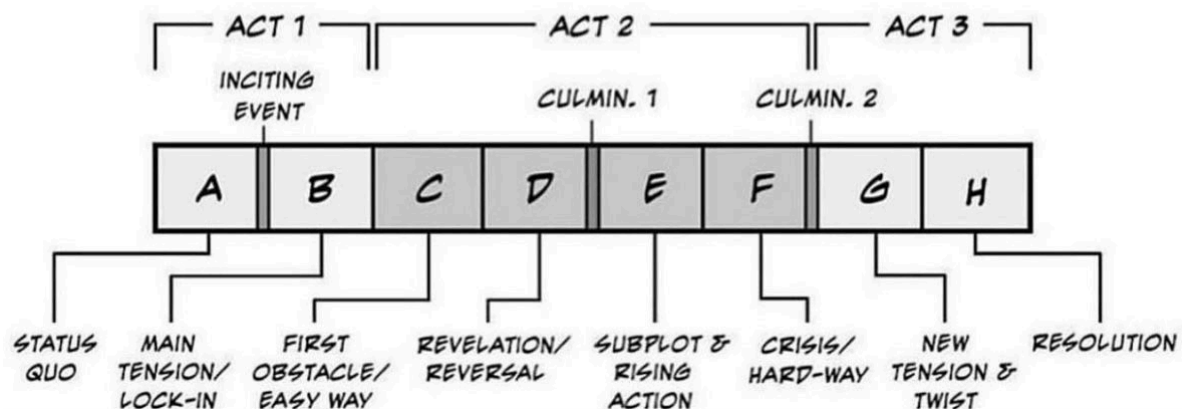 ACT 1
ACT 2
ACT 3
INCITING
EVENT
CULMIN. 1
CULMIN. 2
A B C D E F G H
STATUS
QUO
MAIN
TENSION/
LOCK-IN
FIRST
OBSTACLE/
EASY WAY
REVELATION/
REVERSAL
SUBPLOT &
RISING
ACTION
CRISIS/
HARD-WAY
NEW
TENSION &
TWIST
RESOLUTION